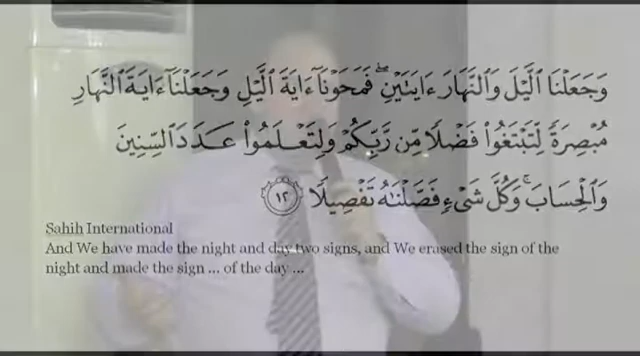 وَجَعَلْنَا ٱلَّيْلَ وَٱلنَّهَارَ ءَايَتَيْنِ ۖ فَمَحَوْنَآ ءَايَةَ ٱلَّيْلِ وَجَعَلْنَآ ءَايَةَ ٱلنَّهَارِ
مُبْصِرَةً لِّتَبْتَغُوا۟ فَضْلًا مِّن رَّبِّكُمْ وَلِتَعْلَمُوا۟ عَدَدَ ٱلسِّنِينَ
وَٱلْحِسَابَ ۚ وَكُلَّ شَىْءٍ فَصَّلْنَٰهُ تَفْصِيلًا ١٢
Sahih International
And We have made the night and day two signs, and We erased the sign of the
night and made the sign ... of the day ...